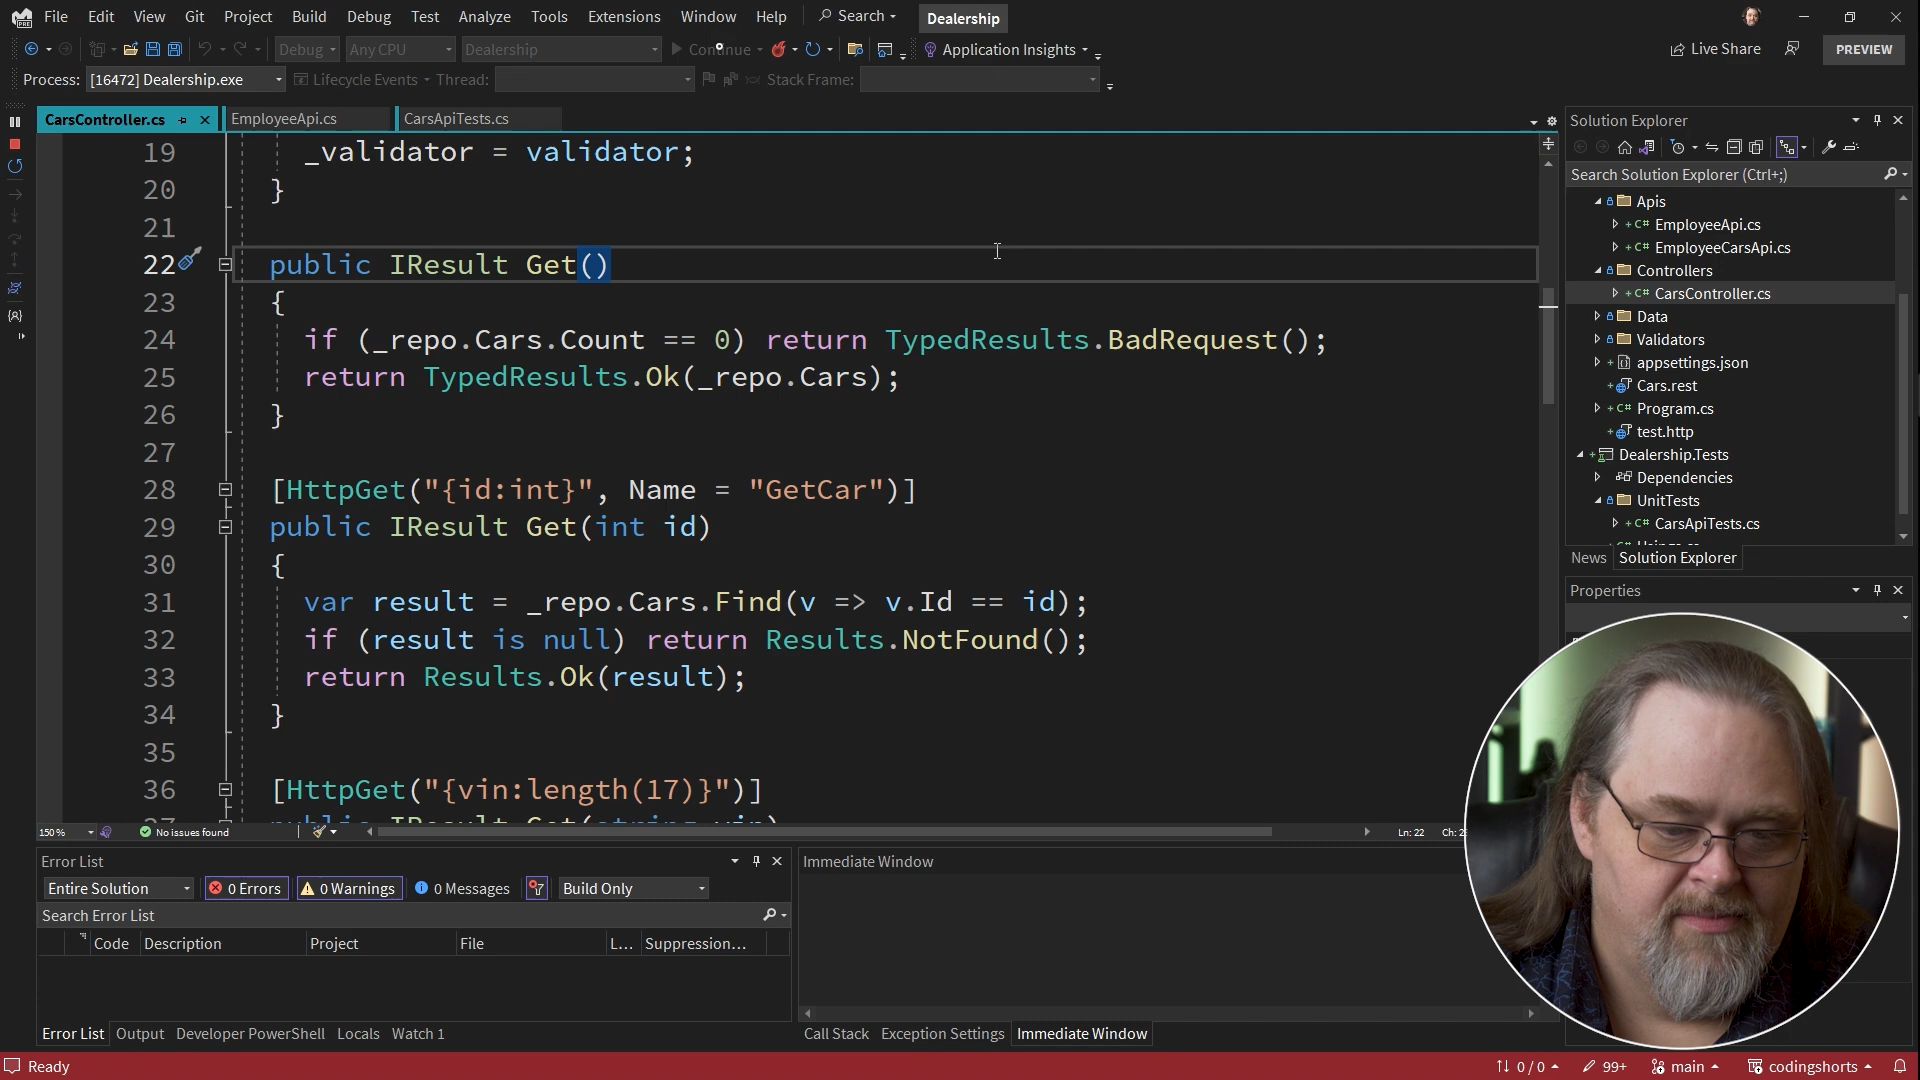 File Edit View Git Project Build Debug Test Analyze Tools Extensions Window Help Search Dealership
Debug Any CPU Dealership Continue Application Insights Live Share PREVIEW
Process: [16472] Dealership.exe Lifecycle Events Thread: Stack Frame:
CarsController.cs EmployeeApi.cs CarsApiTests.cs
19 _validator = validator;
20 }
21
22 public IResult Get()
23 {
24 if (_repo.Cars.Count == 0) return TypedResults.BadRequest();
25 return TypedResults.Ok(_repo.Cars);
26 }
27
28 [HttpGet("{id:int}", Name = "GetCar")]
29 public IResult Get(int id)
30 {
31 var result = _repo.Cars.Find(v => v.Id == id);
32 if (result is null) return Results.NotFound();
33 return Results.Ok(result);
34 }
35
36 [HttpGet("{vin:length(17)}")]
37 public IResult Get(string vin)
150 % No issues found Ln: 22
Solution Explorer
Search Solution Explorer (Ctrl+;)
Apis
C# EmployeeApi.cs
C# EmployeeCarsApi.cs
Controllers
C# CarsController.cs
Data
Validators
appsettings.json
Cars.rest
C# Program.cs
test.http
Dealership.Tests
Dependencies
UnitTests
C# CarsApiTests.cs
News Solution Explorer
Properties
Error List
Entire Solution 0 Errors 0 Warnings 0 Messages Build Only
Search Error List
Code Description Project File L... Suppression...
Error List Output Developer PowerShell Locals Watch 1
Immediate Window
Call Stack Exception Settings Immediate Window
Ready 0 / 0 99+ main codingshorts